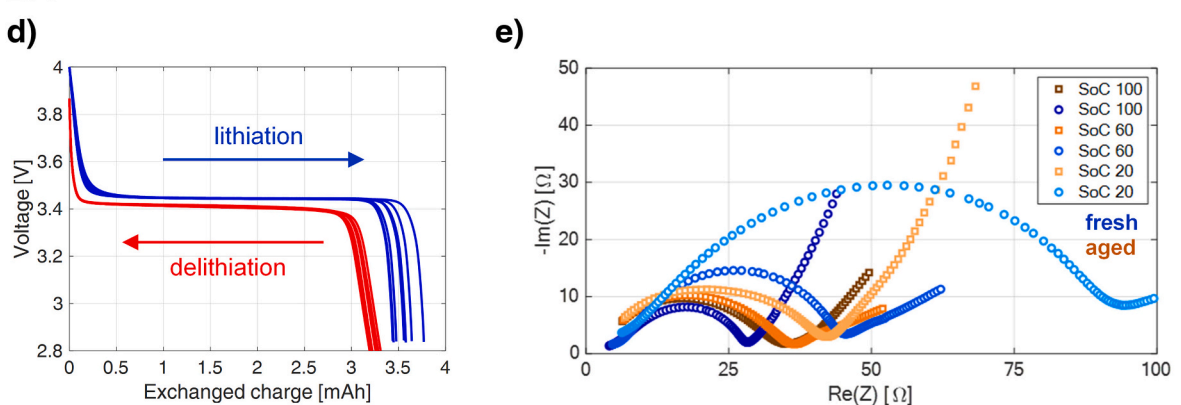 d)
Voltage [V]
4
3.8
3.6
3.4
3.2
3
2.8
lithiation
delithiation
0 0.5 1 1.5 2 2.5 3 3.5 4
Exchanged charge [mAh]
e)
-Im(Z) [Ω]
50
40
30
20
10
0
SoC 100
SoC 100
SoC 60
SoC 60
SoC 20
SoC 20
fresh
aged
0 25 50 75 100
Re(Z) [Ω]